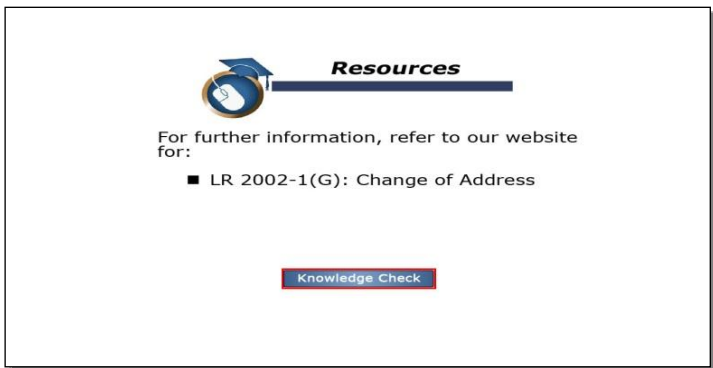 Resources
For further information, refer to our website
for:
■ LR 2002-1(G): Change of Address
Knowledge Check